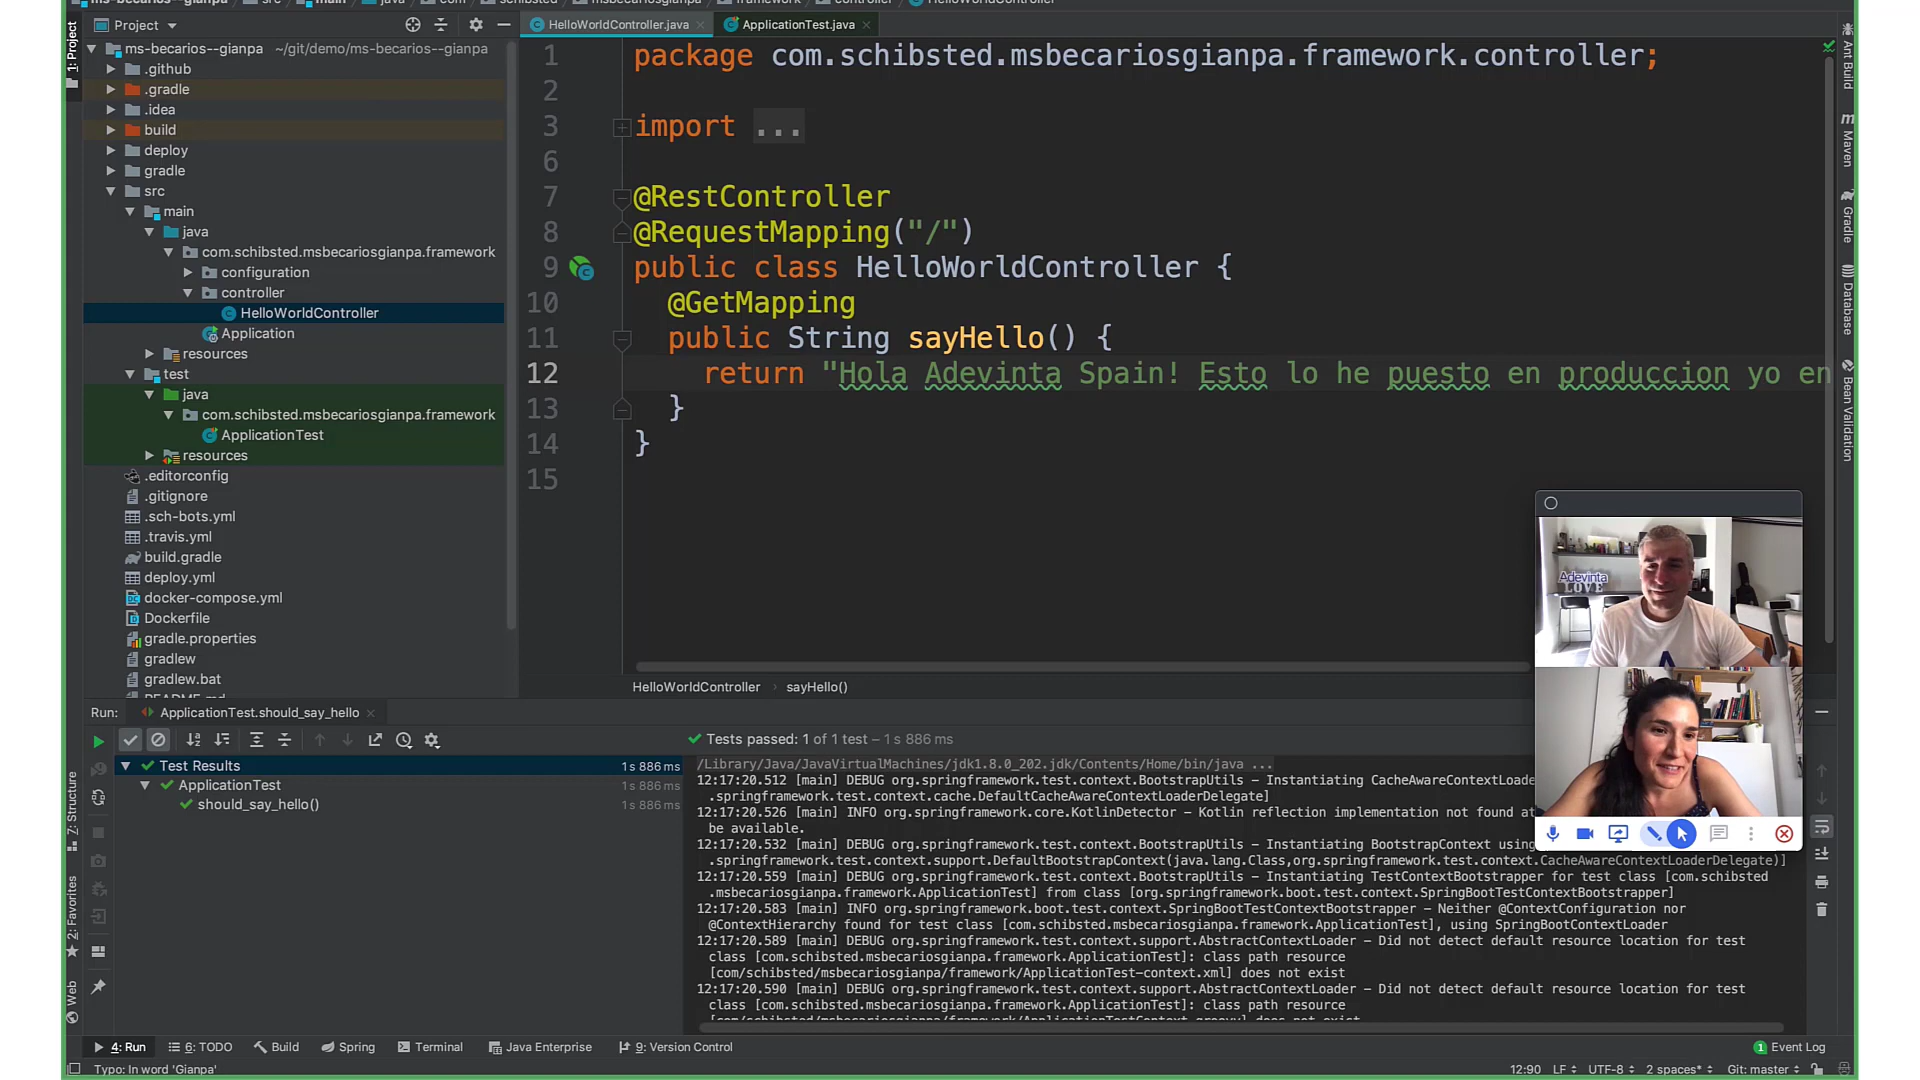 Project
HelloWorldController.java
ApplicationTest.java
1: Project
ms-becarios--gianpa ~/git/demo/ms-becarios--gianpa
.github
.gradle
.idea
build
deploy
gradle
src
main
java
com.schibsted.msbecariosgianpa.framework
configuration
controller
HelloWorldController
Application
resources
test
java
com.schibsted.msbecariosgianpa.framework
ApplicationTest
resources
.editorconfig
.gitignore
.sch-bots.yml
.travis.yml
build.gradle
deploy.yml
docker-compose.yml
Dockerfile
gradle.properties
gradlew
gradlew.bat
1 package com.schibsted.msbecariosgianpa.framework.controller;
2
3 import ...
6
7 @RestController
8 @RequestMapping("/")
9 public class HelloWorldController {
10 @GetMapping
11 public String sayHello() {
12 return "Hola Adevinta Spain! Esto lo he puesto en produccion yo en
13 }
14 }
15
HelloWorldController › sayHello()
Ant Build
Maven
Gradle
Database
Bean Validation
Adevinta
LOVE
Run: ApplicationTest.should_say_hello
Tests passed: 1 of 1 test – 1 s 886 ms
Test Results 1 s 886 ms
ApplicationTest 1 s 886 ms
should_say_hello() 1 s 886 ms
/Library/Java/JavaVirtualMachines/jdk1.8.0_202.jdk/Contents/Home/bin/java ...
12:17:20.512 [main] DEBUG org.springframework.test.context.BootstrapUtils - Instantiating CacheAwareContextLoade
.springframework.test.context.cache.DefaultCacheAwareContextLoaderDelegate]
12:17:20.526 [main] INFO org.springframework.core.KotlinDetector - Kotlin reflection implementation not found at
be available.
12:17:20.532 [main] DEBUG org.springframework.test.context.BootstrapUtils - Instantiating BootstrapContext using
.springframework.test.context.support.DefaultBootstrapContext(java.lang.Class,org.springframework.test.context.CacheAwareContextLoaderDelegate)]
12:17:20.559 [main] DEBUG org.springframework.test.context.BootstrapUtils - Instantiating TestContextBootstrapper for test class [com.schibsted
.msbecariosgianpa.framework.ApplicationTest] from class [org.springframework.boot.test.context.SpringBootTestContextBootstrapper]
12:17:20.583 [main] INFO org.springframework.boot.test.context.SpringBootTestContextBootstrapper - Neither @ContextConfiguration nor
@ContextHierarchy found for test class [com.schibsted.msbecariosgianpa.framework.ApplicationTest], using SpringBootContextLoader
12:17:20.589 [main] DEBUG org.springframework.test.context.support.AbstractContextLoader - Did not detect default resource location for test
class [com.schibsted.msbecariosgianpa.framework.ApplicationTest]: class path resource
[com/schibsted/msbecariosgianpa/framework/ApplicationTest-context.xml] does not exist
12:17:20.590 [main] DEBUG org.springframework.test.context.support.AbstractContextLoader - Did not detect default resource location for test
class [com.schibsted.msbecariosgianpa.framework.ApplicationTest]: class path resource
7: Structure
2: Favorites
Web
4: Run
6: TODO
Build
Spring
Terminal
Java Enterprise
9: Version Control
1 Event Log
Typo: In word 'Gianpa'
12:90 LF UTF-8 2 spaces* Git: master